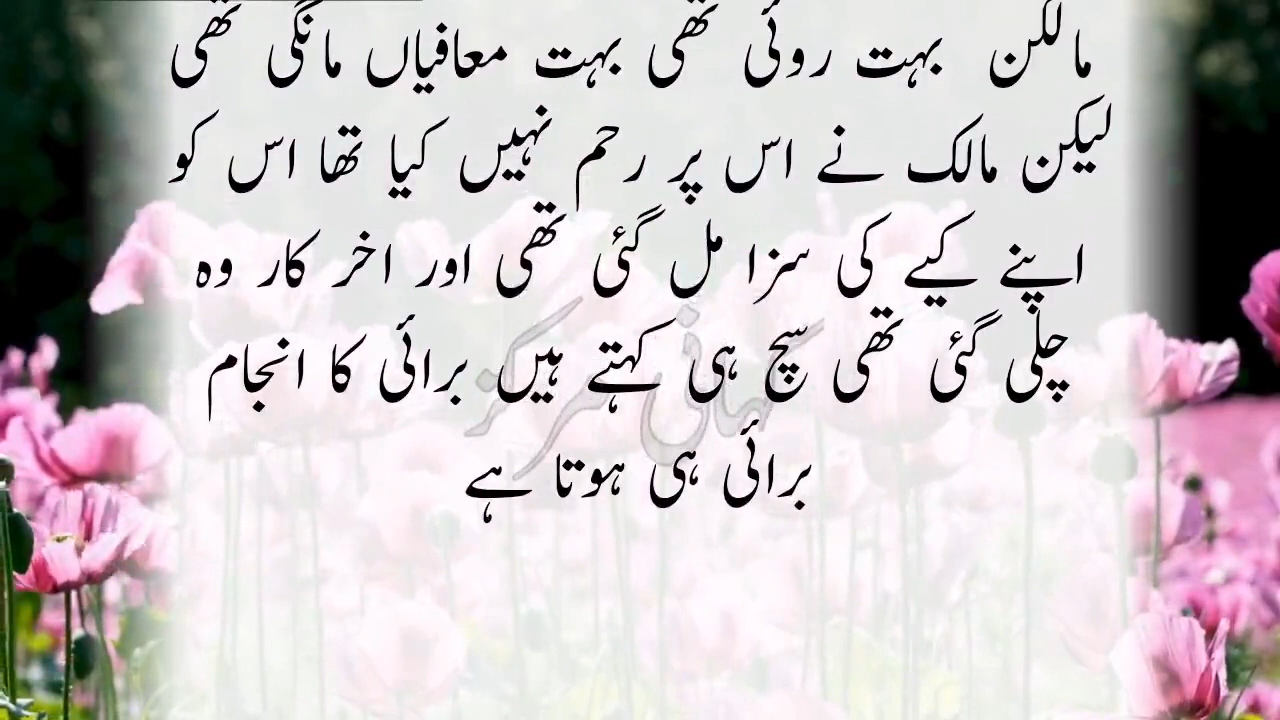 مالکن بہت روئی تھی بہت معافیاں مانگی تھی
لیکن مالک نے اس پر رحم نہیں کیا تھا اس کو
اپنے کیے کی سزا مل گئی تھی اور اخر کار وہ
چلی گئی تھی سچ ہی کہتے ہیں برائی کا انجام
برائی ہی ہوتا ہے
کہانی مرکز